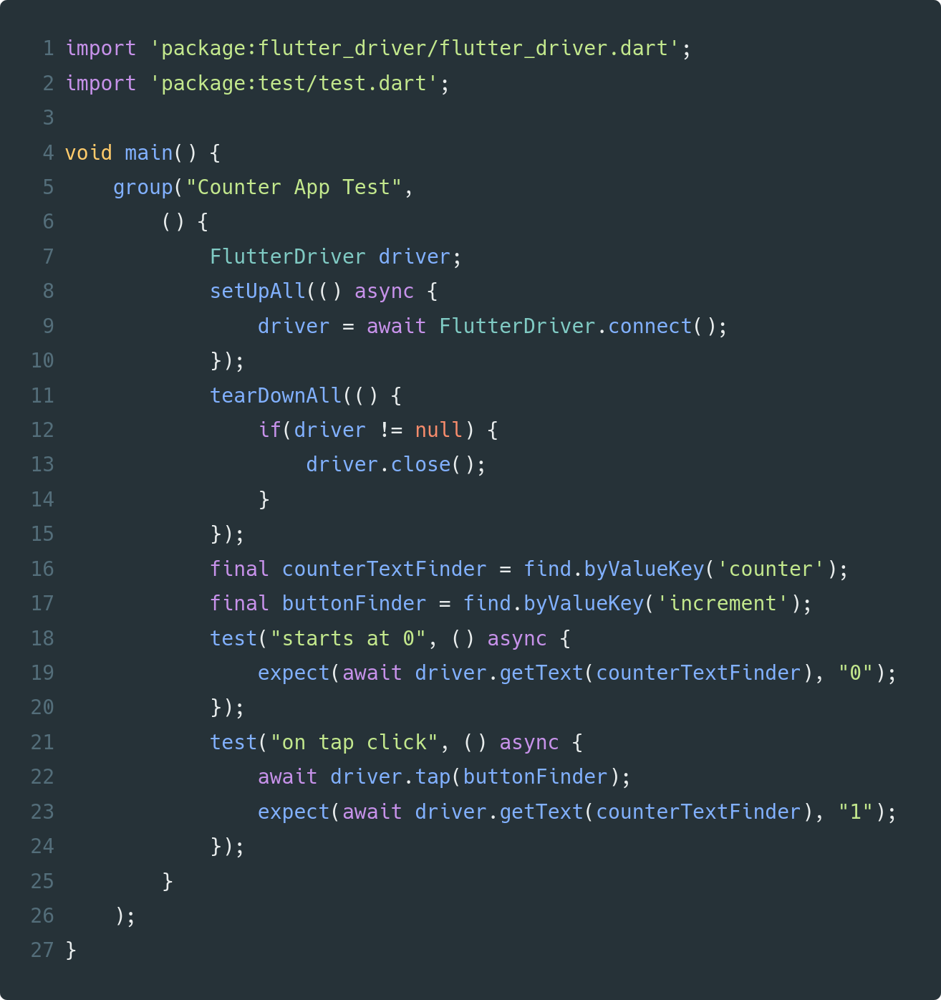 1 import 'package:flutter_driver/flutter_driver.dart';
2 import 'package:test/test.dart';
3
4 void main() {
5     group("Counter App Test",
6         () {
7             FlutterDriver driver;
8             setUpAll(() async {
9                 driver = await FlutterDriver.connect();
10             });
11             tearDownAll(() {
12                 if(driver != null) {
13                     driver.close();
14                 }
15             });
16             final counterTextFinder = find.byValueKey('counter');
17             final buttonFinder = find.byValueKey('increment');
18             test("starts at 0", () async {
19                 expect(await driver.getText(counterTextFinder), "0");
20             });
21             test("on tap click", () async {
22                 await driver.tap(buttonFinder);
23                 expect(await driver.getText(counterTextFinder), "1");
24             });
25         }
26     );
27 }